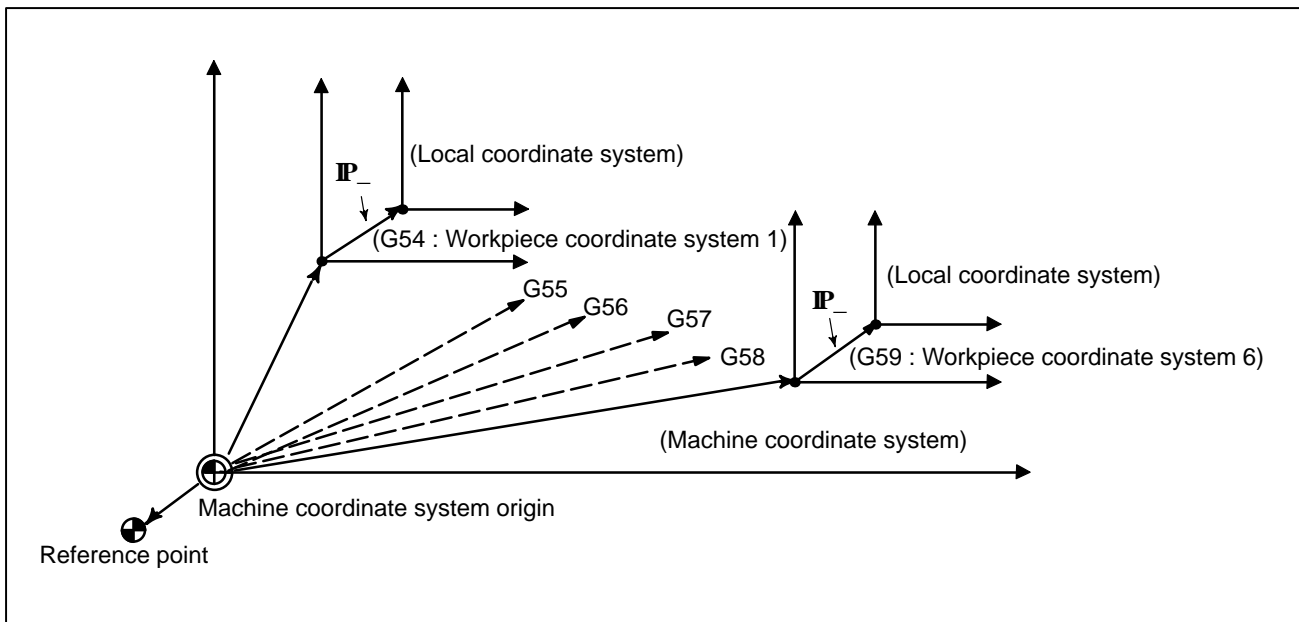 (Local coordinate system)
IP_
(G54 : Workpiece coordinate system 1)
(Local coordinate system)
G55
IP_
G56
G57
G58
(G59 : Workpiece coordinate system 6)
(Machine coordinate system)
Machine coordinate system origin
Reference point